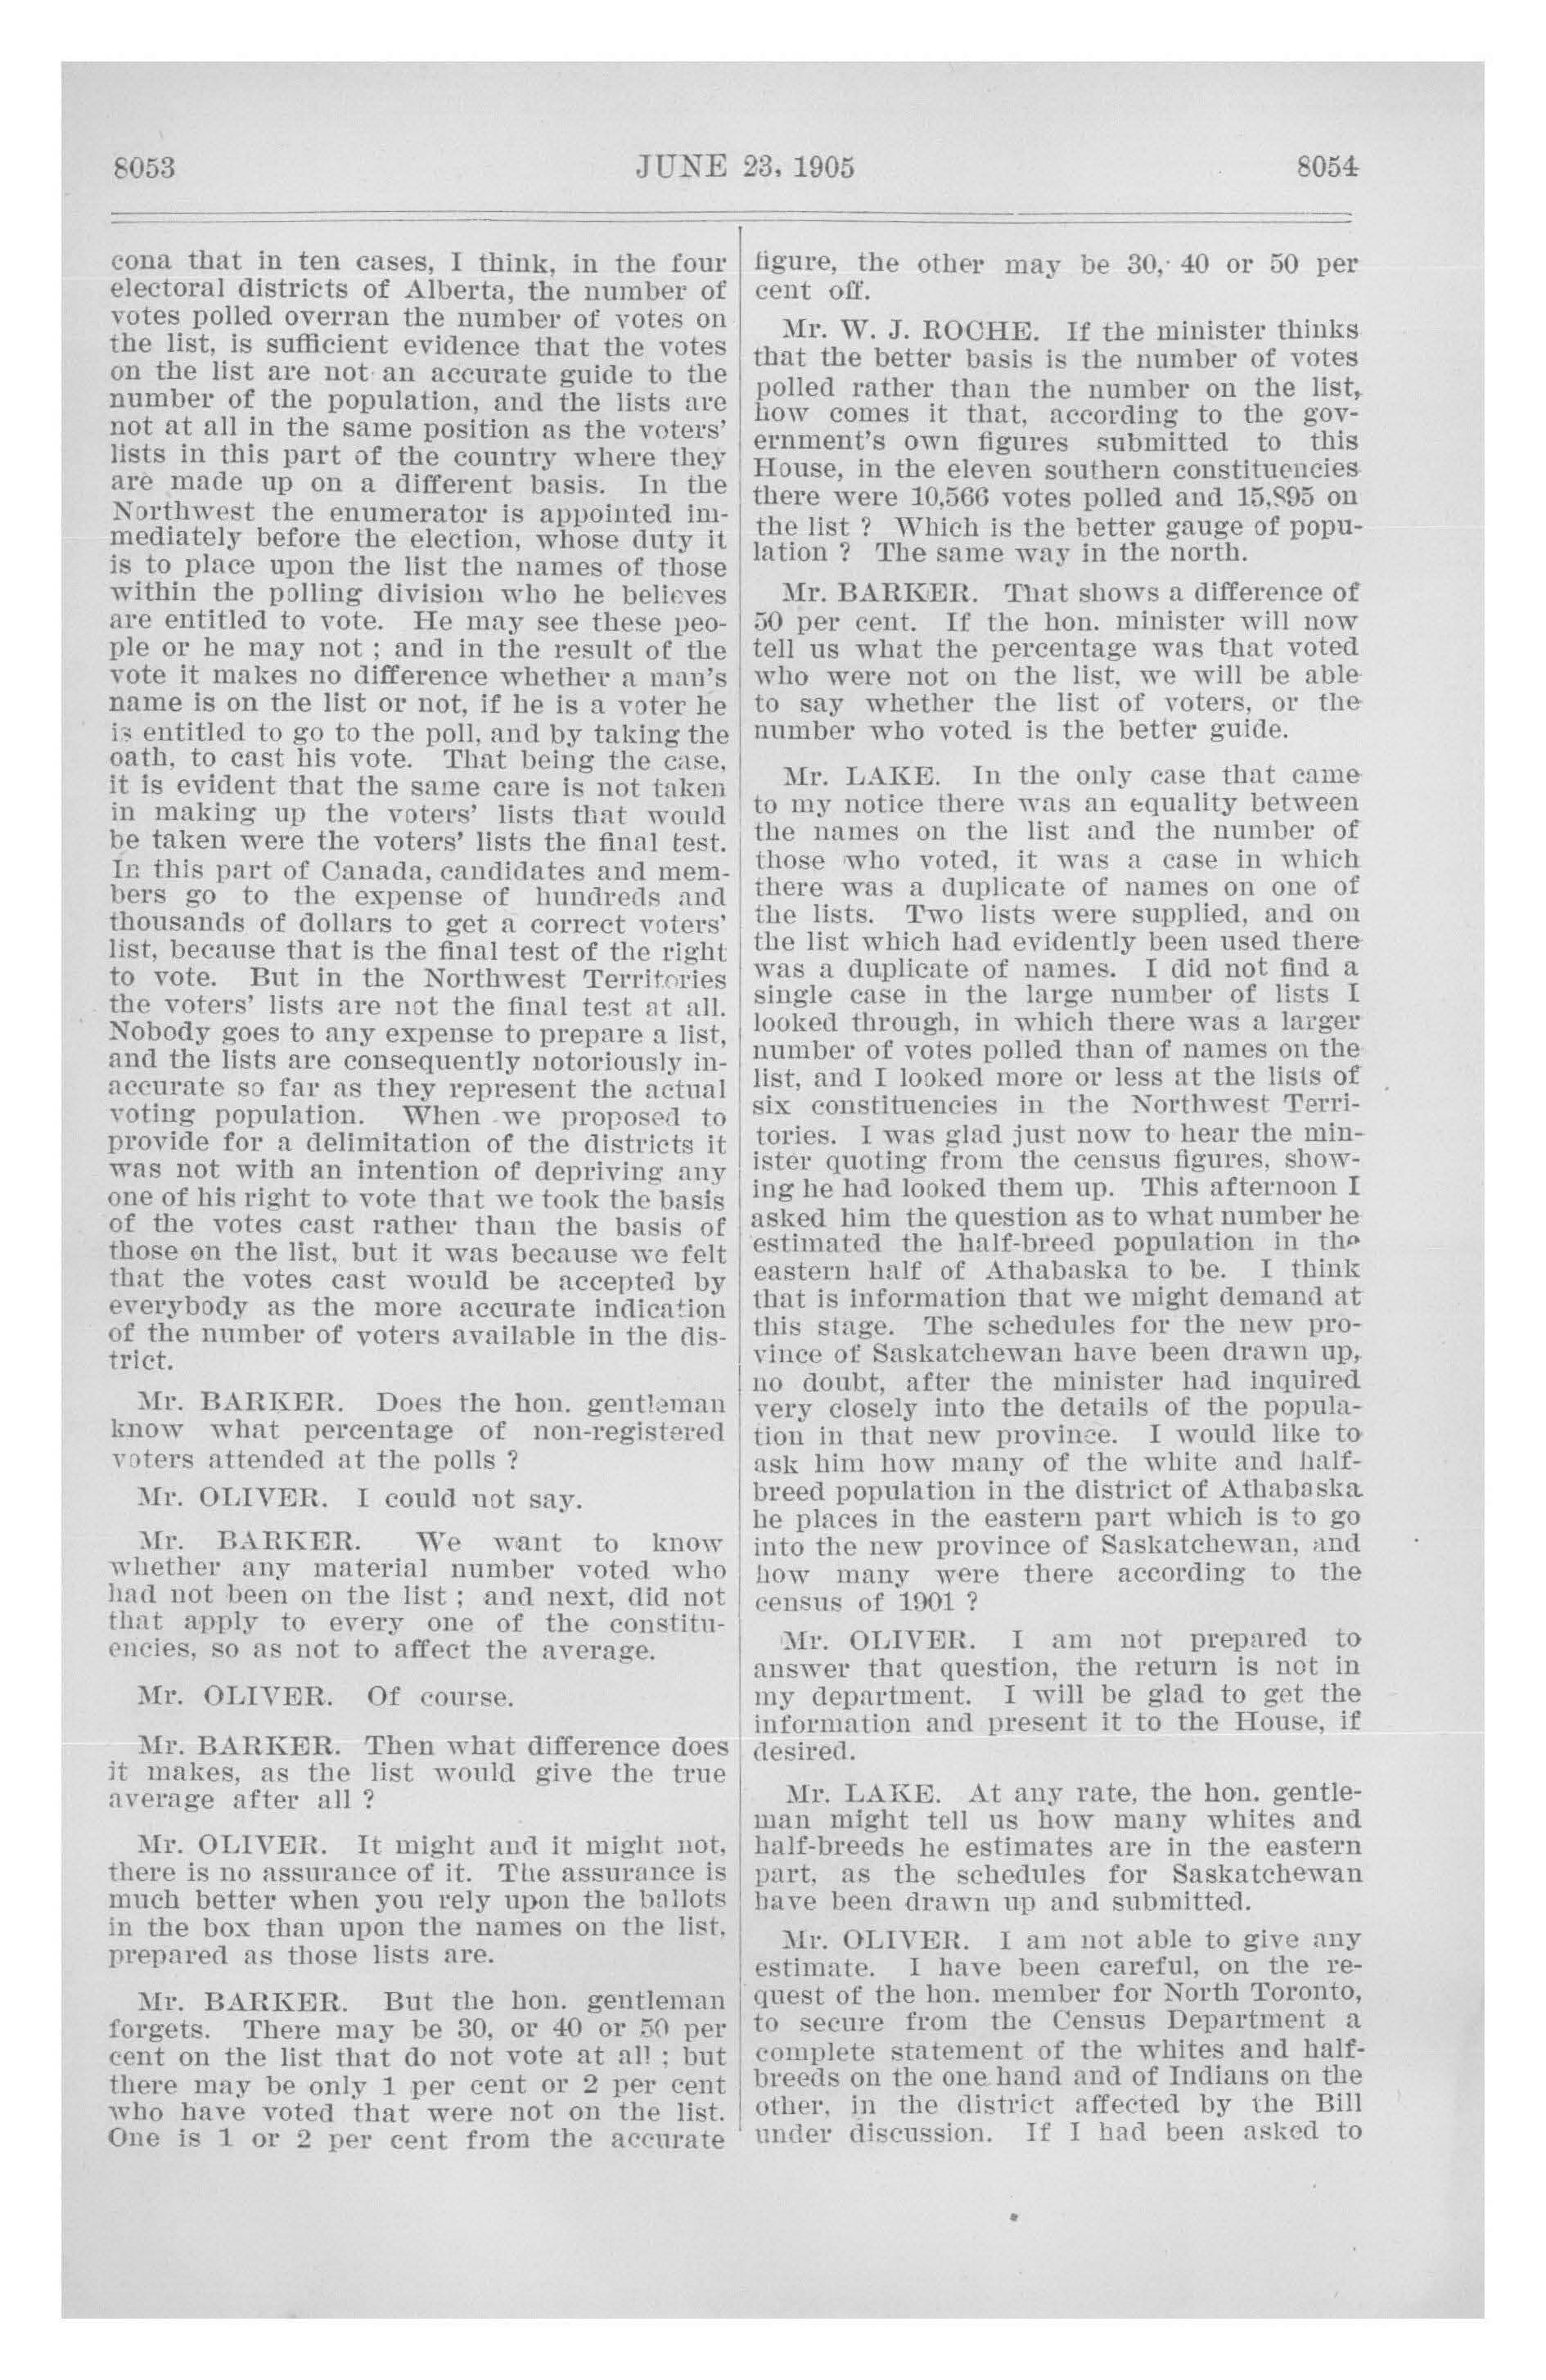 8053
JUNE 23, 1905
8054
cona that in ten cases, I think, in the four
electoral districts of Alberta, the number of
votes polled overran the number of votes on
the list, is sufficient evidence that the votes
on the list are not an accurate guide to the
number of the population, and the lists are
not at all in the same position as the voters'
lists in this part of the country where they
are made up on a different basis. In the
Northwest the enumerator is appointed im-
mediately before the election, whose duty it
is to place upon the list the names of those
within the polling division who he believes
are entitled to vote. He may see these peo-
ple or he may not ; and in the result of the
vote it makes no difference whether a man's
name is on the list or not, if he is a voter he
is entitled to go to the poll, and by taking the
oath, to cast his vote. That being the case,
it is evident that the same care is not taken
in making up the voters' lists that would
be taken were the voters' lists the final test.
In this part of Canada, candidates and mem-
bers go to the expense of hundreds and
thousands of dollars to get a correct voters'
list, because that is the final test of the right
to vote. But in the Northwest Territories
the voters' lists are not the final test at all.
Nobody goes to any expense to prepare a list,
and the lists are consequently notoriously in-
accurate so far as they represent the actual
voting population. When we proposed to
provide for a delimitation of the districts it
was not with an intention of depriving any
one of his right to vote that we took the basis
of the votes cast rather than the basis of
those on the list, but it was because we felt
that the votes cast would be accepted by
everybody as the more accurate indication
of the number of voters available in the dis-
trict.
Mr. BARKER. Does the hon. gentleman
know what percentage of non-registered
voters attended at the polls ?
Mr. OLIVER. I could not say.
Mr. BARKER. We want to know
whether any material number voted who
had not been on the list ; and next, did not
that apply to every one of the constitu-
encies, so as not to affect the average.
Mr. OLIVER. Of course.
Mr. BARKER. Then what difference does
it makes, as the list would give the true
average after all ?
Mr. OLIVER. It might and it might not,
there is no assurance of it. The assurance is
much better when you rely upon the ballots
in the box than upon the names on the list,
prepared as those lists are.
Mr. BARKER. But the hon. gentleman
forgets. There may be 30, or 40 or 50 per
cent on the list that do not vote at all ; but
there may be only 1 per cent or 2 per cent
who have voted that were not on the list.
One is 1 or 2 per cent from the accurate
figure, the other may be 30, 40 or 50 per
cent off.
Mr. W. J. ROCHE. If the minister thinks
that the better basis is the number of votes
polled rather than the number on the list,
how comes it that, according to the gov-
ernment's own figures submitted to this
House, in the eleven southern constituencies
there were 10,566 votes polled and 15,895 on
the list ? Which is the better gauge of popu-
lation ? The same way in the north.
Mr. BARKER. That shows a difference of
50 per cent. If the hon. minister will now
tell us what the percentage was that voted
who were not on the list, we will be able
to say whether the list of voters, or the
number who voted is the better guide.
Mr. LAKE. In the only case that came
to my notice there was an equality between
the names on the list and the number of
those who voted, it was a case in which
there was a duplicate of names on one of
the lists. Two lists were supplied, and on
the list which had evidently been used there
was a duplicate of names. I did not find a
single case in the large number of lists I
looked through, in which there was a larger
number of votes polled than of names on the
list, and I looked more or less at the lists of
six constituencies in the Northwest Terri-
tories. I was glad just now to hear the min-
ister quoting from the census figures, show-
ing he had looked them up. This afternoon I
asked him the question as to what number he
estimated the half-breed population in the
eastern half of Athabaska to be. I think
that is information that we might demand at
this stage. The schedules for the new pro-
vince of Saskatchewan have been drawn up,
no doubt, after the minister had inquired
very closely into the details of the popula-
tion in that new province. I would like to
ask him how many of the white and half-
breed population in the district of Athabaska
he places in the eastern part which is to go
into the new province of Saskatchewan, and
how many were there according to the
census of 1901 ?
Mr. OLIVER. I am not prepared to
answer that question, the return is not in
my department. I will be glad to get the
information and present it to the House, if
desired.
Mr. LAKE. At any rate, the hon. gentle-
man might tell us how many whites and
half-breeds he estimates are in the eastern
part, as the schedules for Saskatchewan
have been drawn up and submitted.
Mr. OLIVER. I am not able to give any
estimate. I have been careful, on the re-
quest of the hon. member for North Toronto,
to secure from the Census Department a
complete statement of the whites and half-
breeds on the one hand and of Indians on the
other, in the district affected by the Bill
under discussion. If I had been asked to